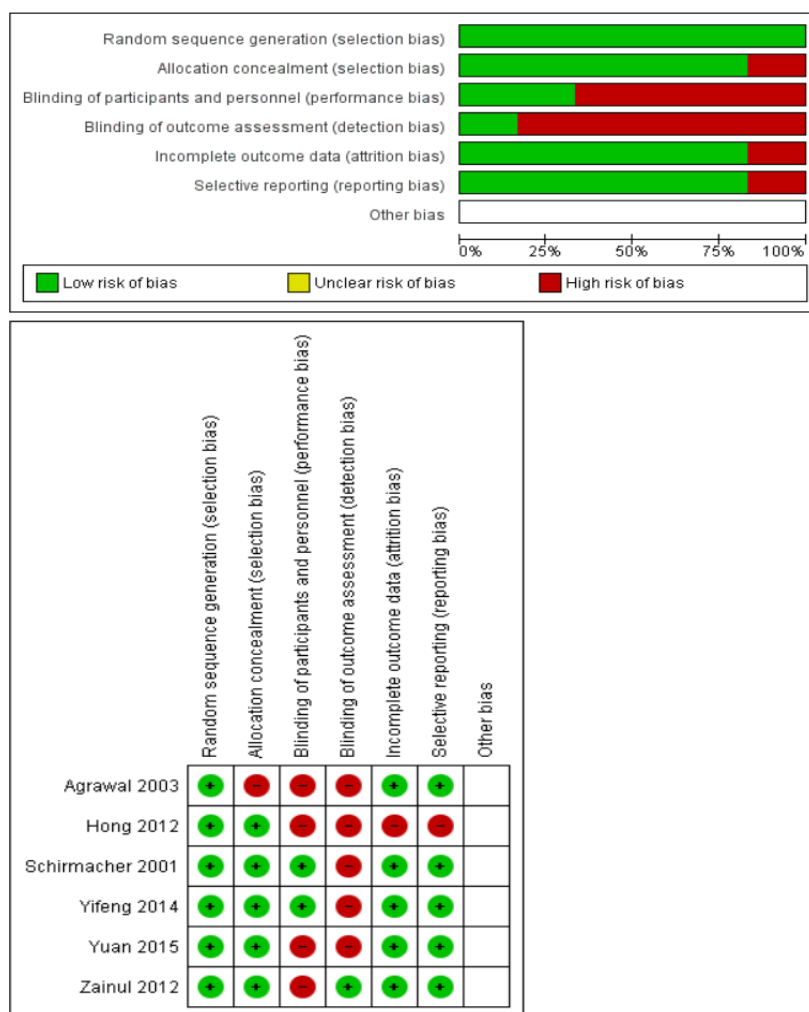 Random sequence generation (selection bias)
Allocation concealment (selection bias)
Blinding of participants and personnel (performance bias)
Blinding of outcome assessment (detection bias)
Incomplete outcome data (attrition bias)
Selective reporting (reporting bias)
Other bias
0% 25% 50% 75% 100%
Low risk of bias Unclear risk of bias High risk of bias
Random sequence generation (selection bias)
Allocation concealment (selection bias)
Blinding of participants and personnel (performance bias)
Blinding of outcome assessment (detection bias)
Incomplete outcome data (attrition bias)
Selective reporting (reporting bias)
Other bias
Agrawal 2003 + - - - + +
Hong 2012 + + - - - -
Schirmacher 2001 + + + - + +
Yifeng 2014 + + + - + +
Yuan 2015 + + - - + +
Zainul 2012 + + - + + +